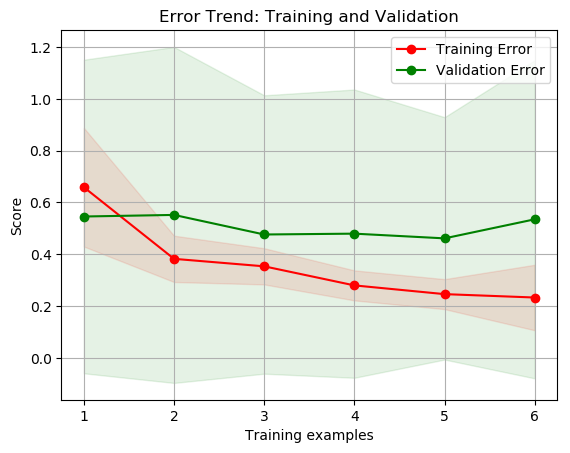 Error Trend: Training and Validation
Training Error
Validation Error
1.2
1.0
0.8
0.6
0.4
0.2
0.0
Score
1 2 3 4 5 6
Training examples